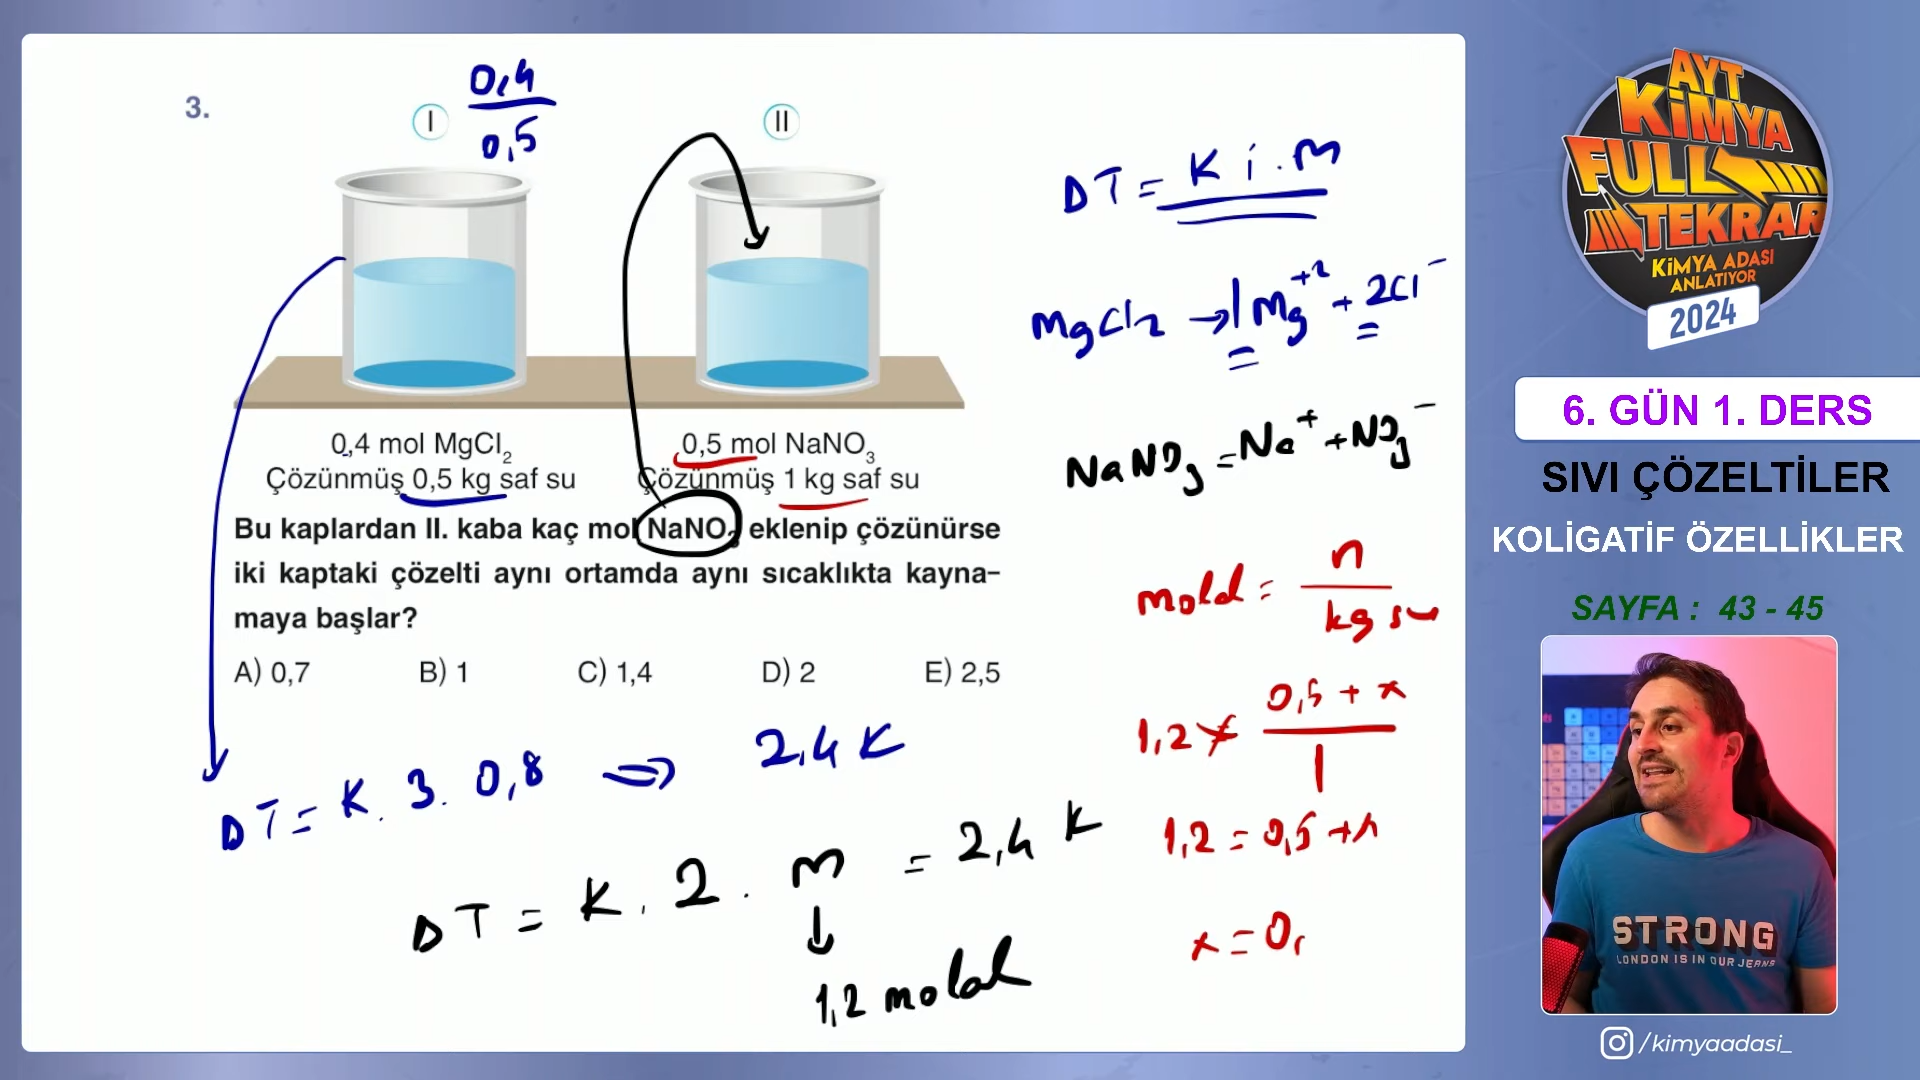 3.
I
0,4
0,5
II
0,4 mol MgCl2
Çözünmüş 0,5 kg saf su
0,5 mol NaNO3
Çözünmüş 1 kg saf su
Bu kaplardan II. kaba kaç mol NaNO3 eklenip çözünürse
iki kaptaki çözelti aynı ortamda aynı sıcaklıkta kayna-
maya başlar?
A) 0,7 B) 1 C) 1,4 D) 2 E) 2,5
DT = K . 3 . 0,8 => 2,4 K
DT = K . 2 . m = 2,4 K
↓
1,2 molal
DT = K i . m
MgCl2 → 1Mg+2 + 2Cl-
NaNO3 = Na+ + NO3-
molal = n
kg su
1,2 = 0,5 + x
1
1,2 = 0,5 + x
x = 0,
AYT
KİMYA
FULL
TEKRAR
KİMYA ADASI
ANLATIYOR
2024
6. GÜN 1. DERS
SIVI ÇÖZELTİLER
KOLİGATİF ÖZELLİKLER
SAYFA : 43 - 45
STRONG
LONDON IS IN OUR JEANS
/kimyaadasi_